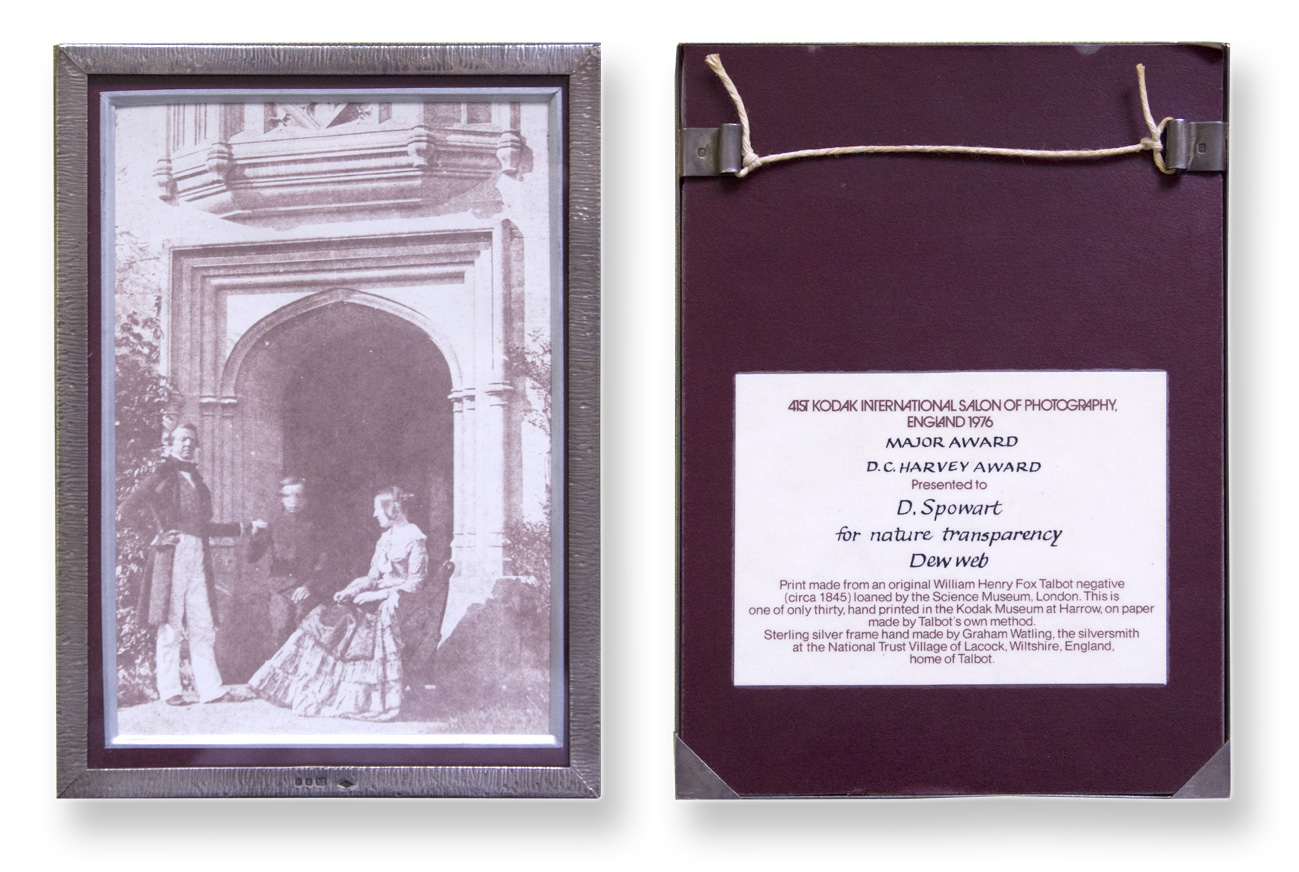 41ST KODAK INTERNATIONAL SALON OF PHOTOGRAPHY,
ENGLAND 1976
MAJOR AWARD
D.C. HARVEY AWARD
Presented to
D. Spowart
for nature transparency
Dew web
Print made from an original William Henry Fox Talbot negative
(circa 1845) loaned by the Science Museum, London. This is
one of only thirty, hand printed in the Kodak Museum at Harrow, on paper
made by Talbot's own method.
Sterling silver frame hand made by Graham Watling, the silversmith
at the National Trust Village of Lacock, Wiltshire, England,
home of Talbot.